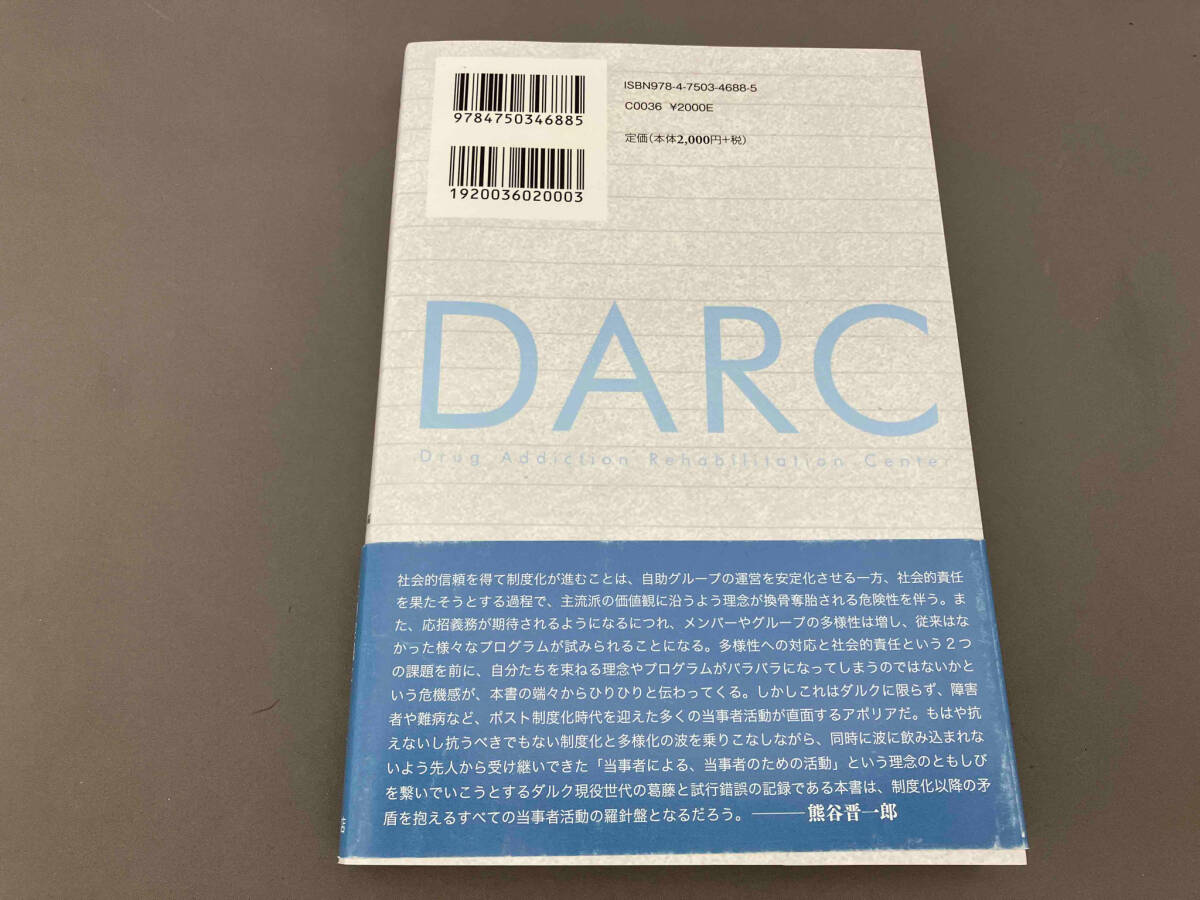 9784750346885
ISBN978-4-7503-4688-5
C0036 ¥2000E
定価(本体2,000円+税)
1920036020003
DARC
Drug Addiction Rehabilitation Center
社会的信頼を得て制度化が進むことは、自助グループの運営を安定化させる一方、社会的責任
を果たそうとする過程で、主流派の価値観に沿うよう理念が換骨奪胎される危険性を伴う。ま
た、応招義務が期待されるようになるにつれ、メンバーやグループの多様性は増し、従来はな
かった様々なプログラムが試みられることになる。多様性への対応と社会的責任という2つ
の課題を前に、自分たちを束ねる理念やプログラムがバラバラになってしまうのではないかと
いう危機感が、本書の端々からひりひりと伝わってくる。しかしこれはダルクに限らず、障害
者や難病など、ポスト制度化時代を迎えた多くの当事者活動が直面するアポリアだ。もはや抗
えないし抗うべきでもない制度化と多様化の波を乗りこなしながら、同時に波に飲み込まれな
いよう先人から受け継いできた「当事者による、当事者のための活動」という理念のともしび
を繋いでいこうとするダルク現役世代の葛藤と試行錯誤の記録である本書は、制度化以降の矛
盾を抱えるすべての当事者活動の羅針盤となるだろう。———熊谷晋一郎